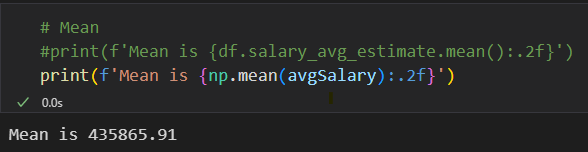 # Mean
#print(f'Mean is {df.salary_avg_estimate.mean():.2f}')
print(f'Mean is {np.mean(avgSalary):.2f}')
0.0s
Mean is 435865.91